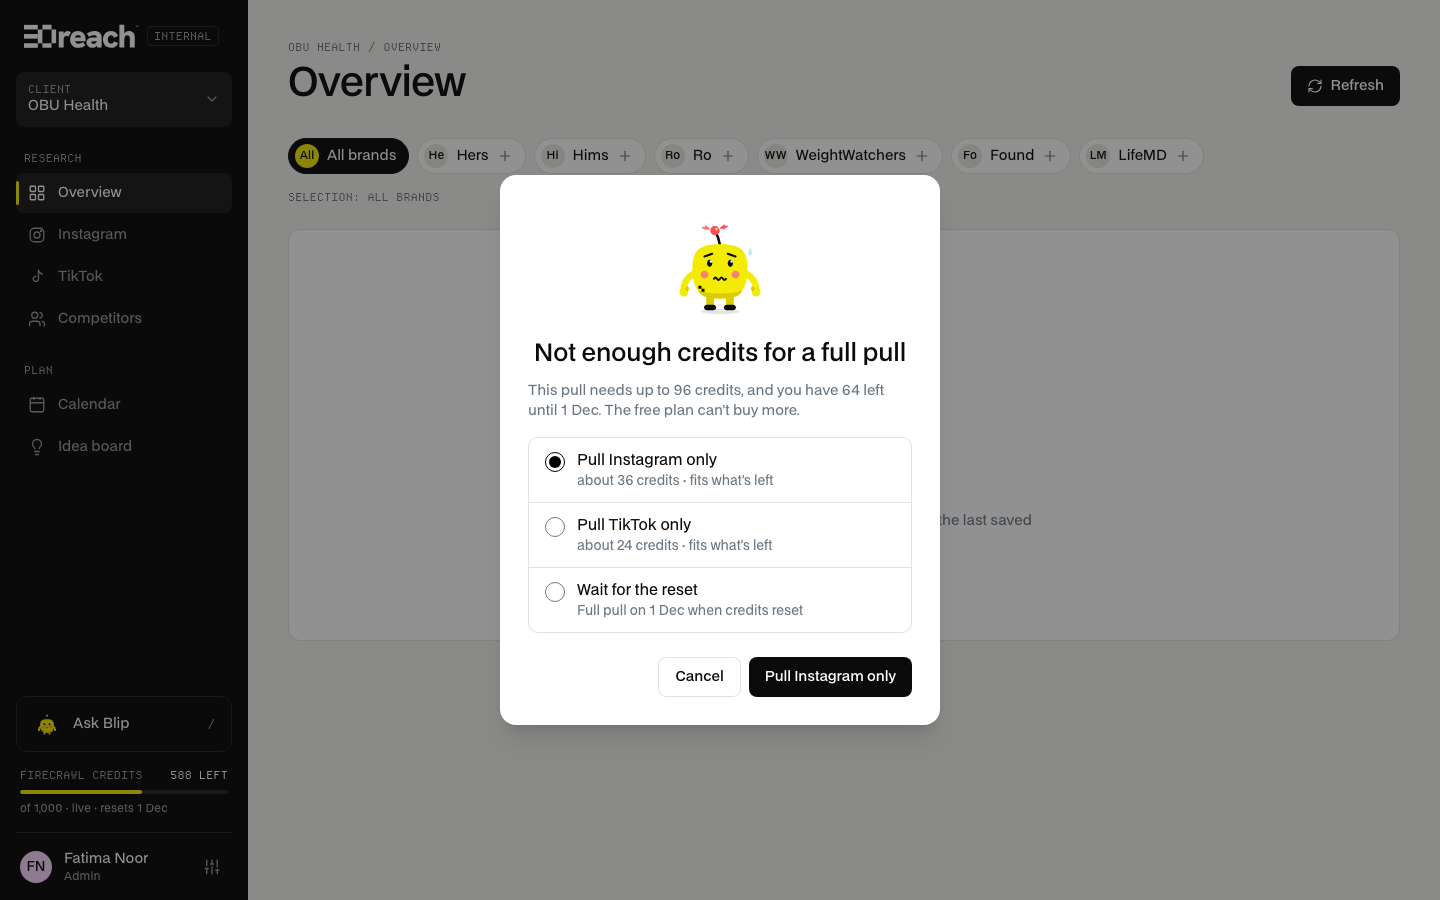 reach
INTERNAL
CLIENT
OBU Health
RESEARCH
Overview
Instagram
TikTok
Competitors
PLAN
Calendar
Idea board
Ask Blip /
FIRECRAWL CREDITS 588 LEFT
of 1,000 · live · resets 1 Dec
FN
Fatima Noor
Admin
OBU HEALTH / OVERVIEW
Overview
Refresh
All All brands
He Hers +
HI Hims +
Ro Ro +
WW WeightWatchers +
Fo Found +
LM LifeMD +
SELECTION: ALL BRANDS
the last saved
Not enough credits for a full pull
This pull needs up to 96 credits, and you have 64 left
until 1 Dec. The free plan can't buy more.
Pull Instagram only
about 36 credits · fits what's left
Pull TikTok only
about 24 credits · fits what's left
Wait for the reset
Full pull on 1 Dec when credits reset
Cancel
Pull Instagram only